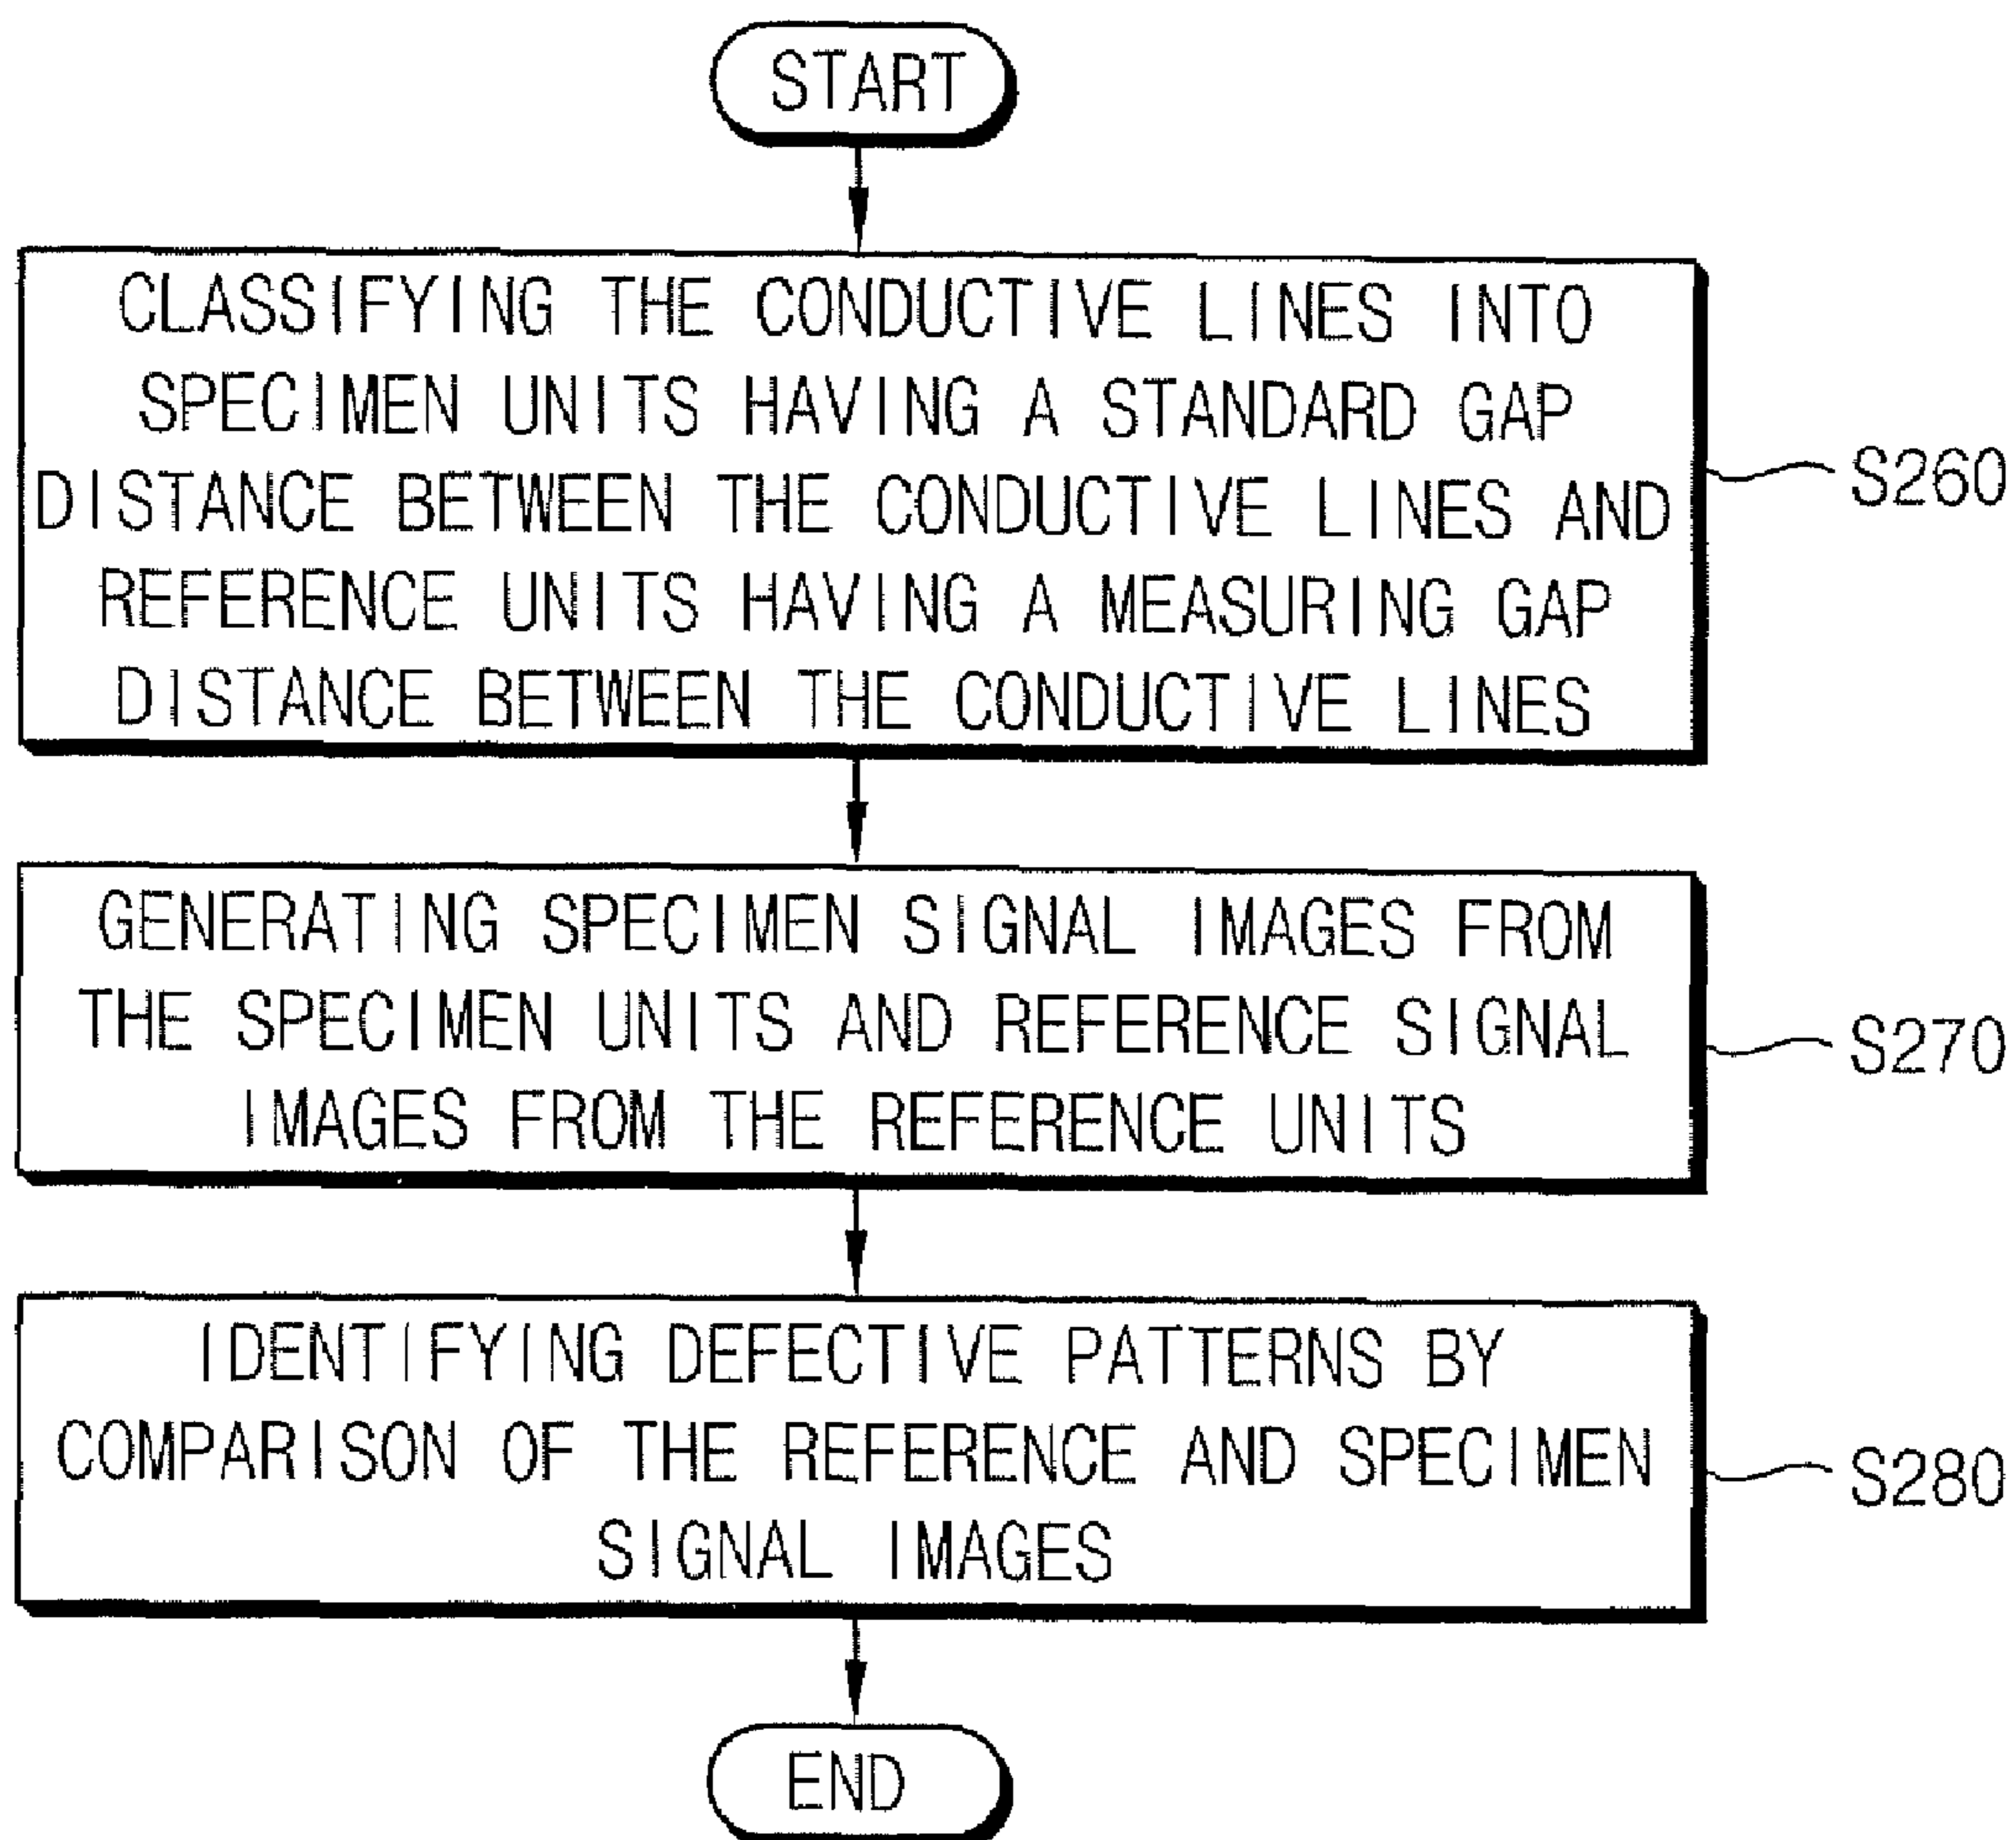 START
CLASSIFYING THE CONDUCTIVE LINES INTO
SPECIMEN UNITS HAVING A STANDARD GAP
DISTANCE BETWEEN THE CONDUCTIVE LINES AND
REFERENCE UNITS HAVING A MEASURING GAP
DISTANCE BETWEEN THE CONDUCTIVE LINES
S260
GENERATING SPECIMEN SIGNAL IMAGES FROM
THE SPECIMEN UNITS AND REFERENCE SIGNAL
IMAGES FROM THE REFERENCE UNITS
S270
IDENTIFYING DEFECTIVE PATTERNS BY
COMPARISON OF THE REFERENCE AND SPECIMEN
SIGNAL IMAGES
S280
END